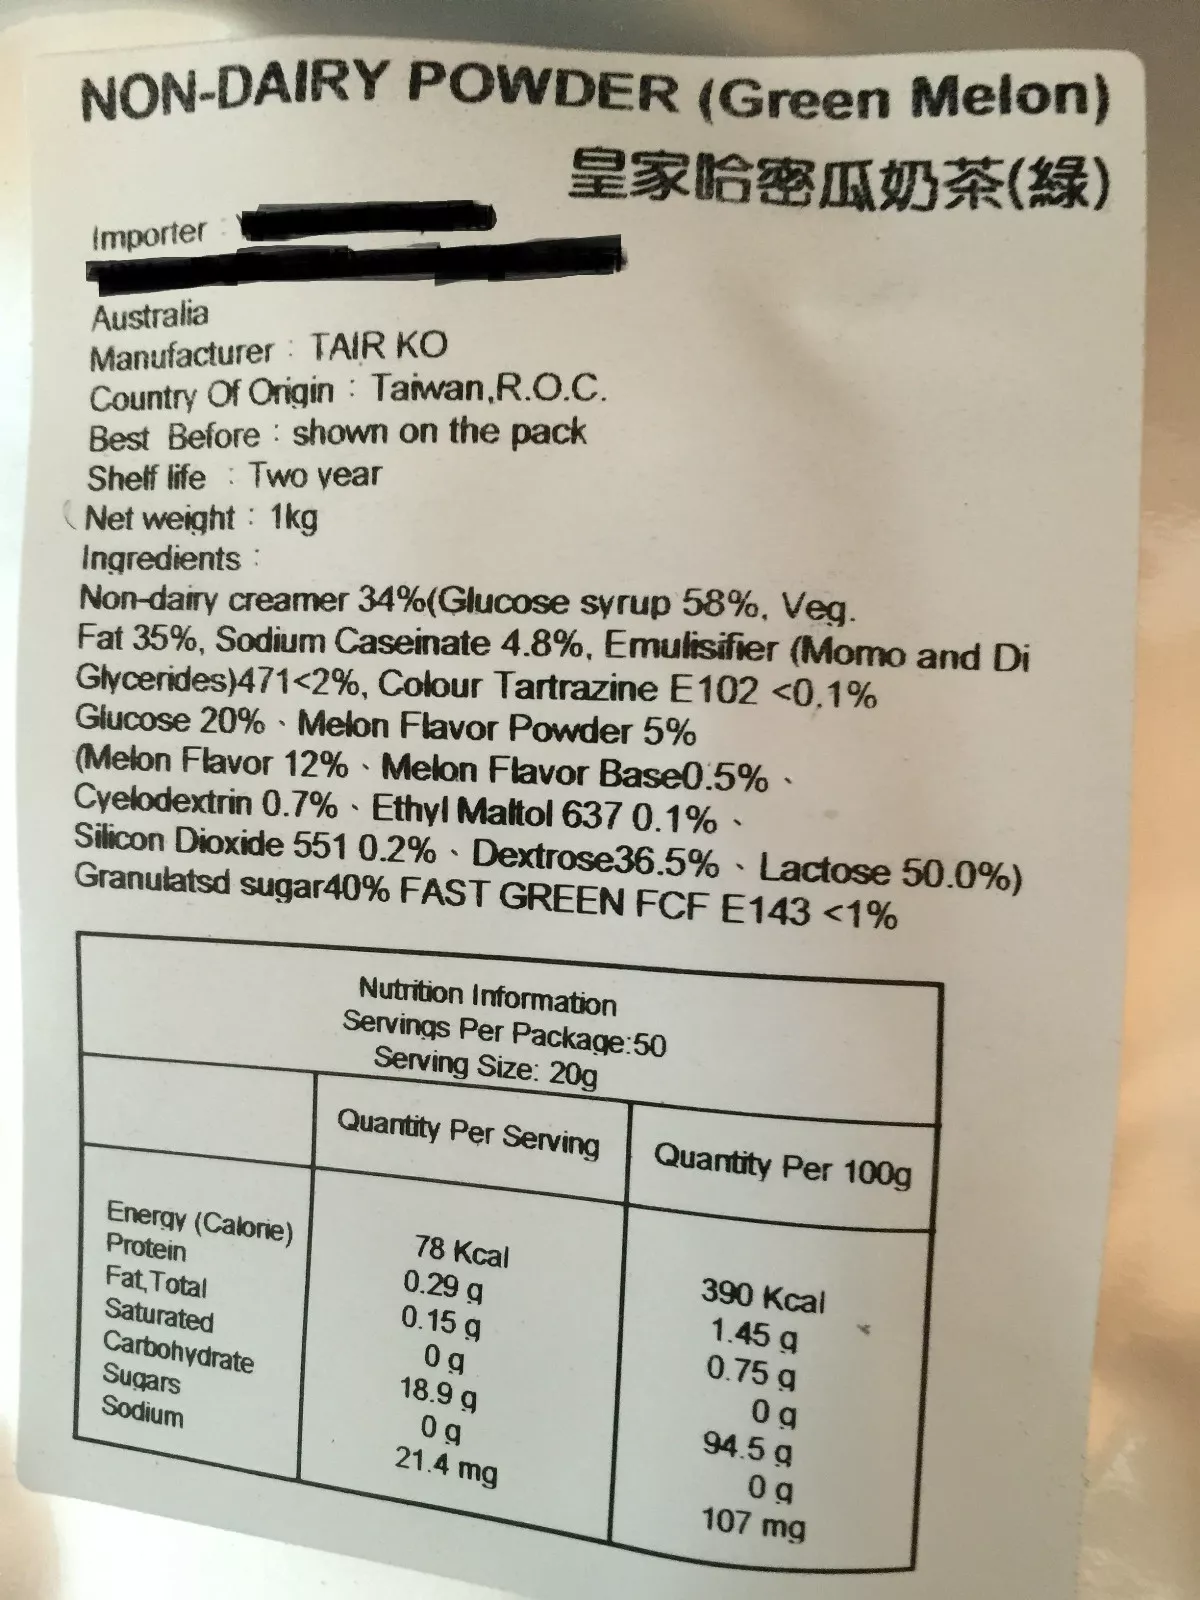 NON-DAIRY POWDER (Green Melon)
皇家哈密瓜奶茶(綠)
Importer :
Australia
Manufacturer : TAIR KO
Country Of Origin : Taiwan,R.O.C.
Best Before : shown on the pack
Shelf life : Two year
Net weight : 1kg
Ingredients :
Non-dairy creamer 34%(Glucose syrup 58%, Veg.
Fat 35%, Sodium Caseinate 4.8%, Emulisifier (Momo and Di
Glycerides)471<2%, Colour Tartrazine E102 <0.1%
Glucose 20%、Melon Flavor Powder 5%
(Melon Flavor 12%、Melon Flavor Base0.5%、
Cyelodextrin 0.7%、Ethyl Maltol 637 0.1%、
Silicon Dioxide 551 0.2%、Dextrose36.5%、Lactose 50.0%)
Granulatsd sugar40% FAST GREEN FCF E143 <1%
Nutrition Information
Servings Per Package:50
Serving Size: 20g
Quantity Per Serving Quantity Per 100g
Energy (Calorie) 78 Kcal 390 Kcal
Protein 0.29 g 1.45 g
Fat,Total 0.15 g 0.75 g
Saturated 0 g 0 g
Carbohydrate 18.9 g 94.5 g
Sugars 0 g 0 g
Sodium 21.4 mg 107 mg